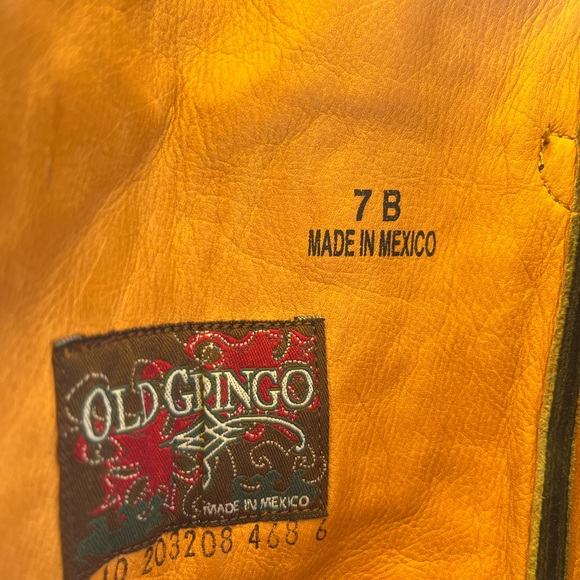 7 B
MADE IN MEXICO
OLD GRINGO
MADE IN MEXICO
10 203208 468 6